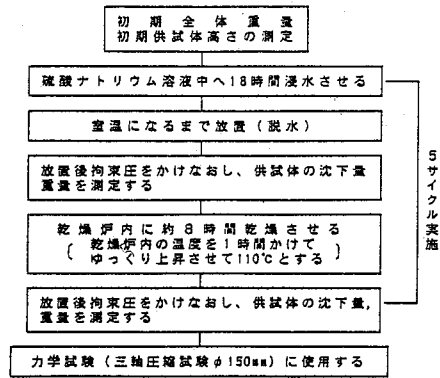 初期全体重量
初期供試体高さの測定
硫酸ナトリウム溶液中へ18時間浸水させる
室温になるまで放置（脱水）
放置後拘束圧をかけなおし、供試体の沈下量
重量を測定する
乾燥炉内に約8時間乾燥させる
（乾燥炉内の温度を1時間かけて
ゆっくり上昇させて110℃とする）
放置後拘束圧をかけなおし、供試体の沈下量,
重量を測定する
力学試験（三軸圧縮試験φ150mm）に使用する
5サイクル実施